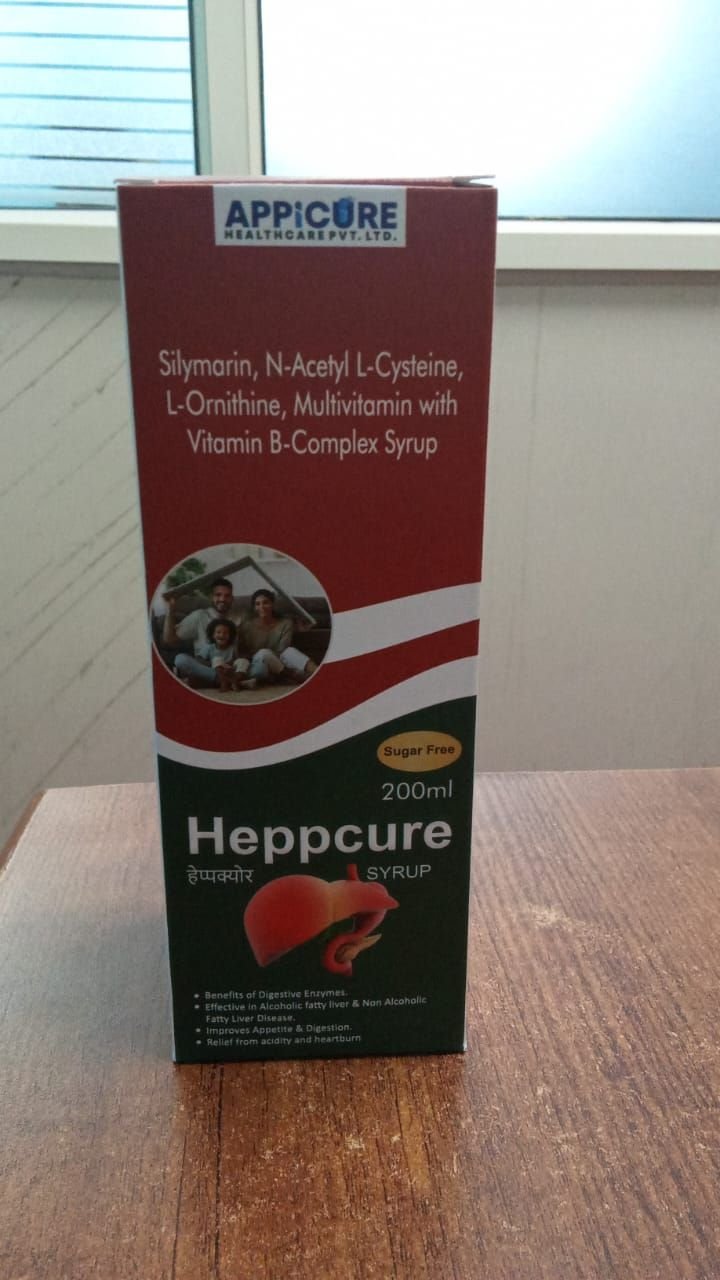 APPiCURE
HEALTHCARE PVT. LTD.
Silymarin, N-Acetyl L-Cysteine,
L-Ornithine, Multivitamin with
Vitamin B-Complex Syrup
Sugar Free
200ml
Heppcure
हेप्पक्योर SYRUP
• Benefits of Digestive Enzymes.
• Effective in Alcoholic fatty liver & Non Alcoholic
Fatty Liver Disease.
• Improves Appetite & Digestion.
• Relief from acidity and heartburn